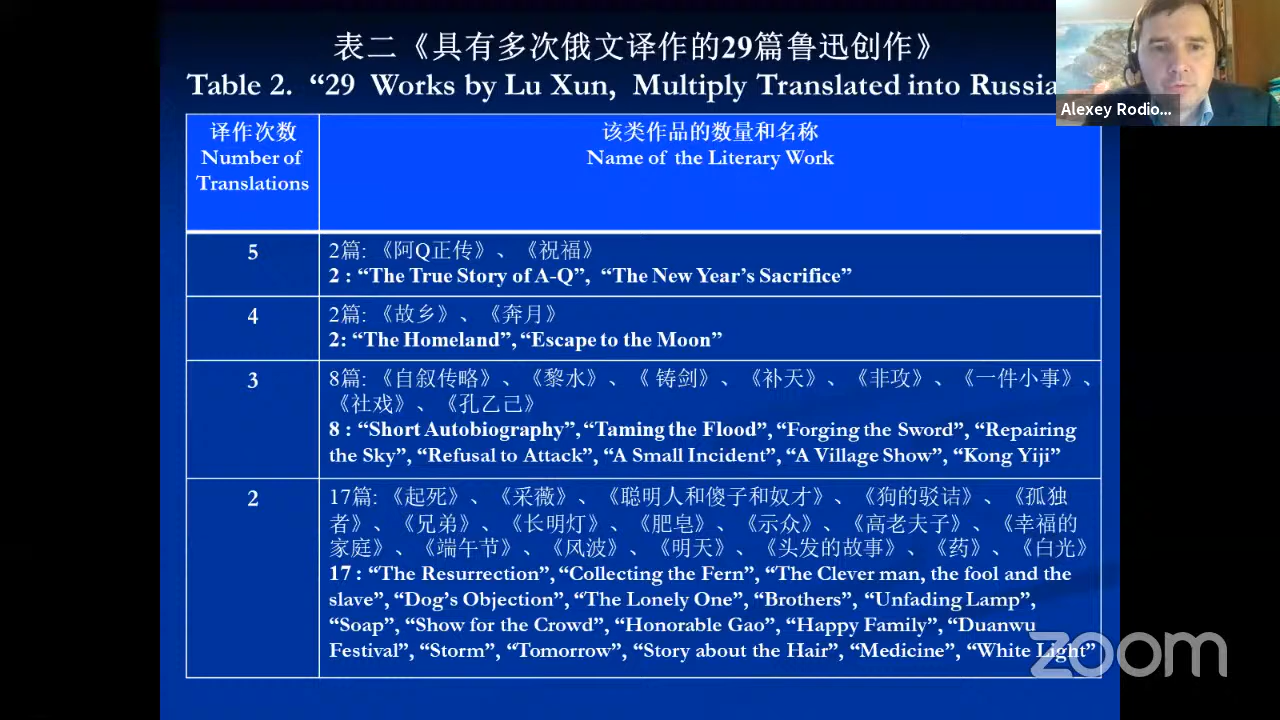 表二《具有多次俄文译作的29篇鲁迅创作》
Table 2. “29 Works by Lu Xun, Multiply Translated into Russia
Alexey Rodio...
译作次数
Number of
Translations
该类作品的数量和名称
Name of the Literary Work
5
2篇: 《阿Q正传》、《祝福》
2 : “The True Story of A-Q”, “The New Year’s Sacrifice”
4
2篇: 《故乡》、《奔月》
2: “The Homeland”, “Escape to the Moon”
3
8篇: 《自叙传略》、《黎水》、《 铸剑》、《补天》、《非攻》、《一件小事》、
《社戏》、《孔乙己》
8 : “Short Autobiography”, “Taming the Flood”, “Forging the Sword”, “Repairing
the Sky”, “Refusal to Attack”, “A Small Incident”, “A Village Show”, “Kong Yiji”
2
17篇: 《起死》、《采薇》、《聪明人和傻子和奴才》、《狗的驳诘》、《孤独
者》、《兄弟》、《长明灯》、《肥皂》、《示众》、《高老夫子》、《幸福的
家庭》、《端午节》、《风波》、《明天》、《头发的故事》、《药》、《白光》
17 : “The Resurrection”, “Collecting the Fern”, “The Clever man, the fool and the
slave”, “Dog’s Objection”, “The Lonely One”, “Brothers”, “Unfading Lamp”,
“Soap”, “Show for the Crowd”, “Honorable Gao”, “Happy Family”, “Duanwu
Festival”, “Storm”, “Tomorrow”, “Story about the Hair”, “Medicine”, “White Light”
zoom